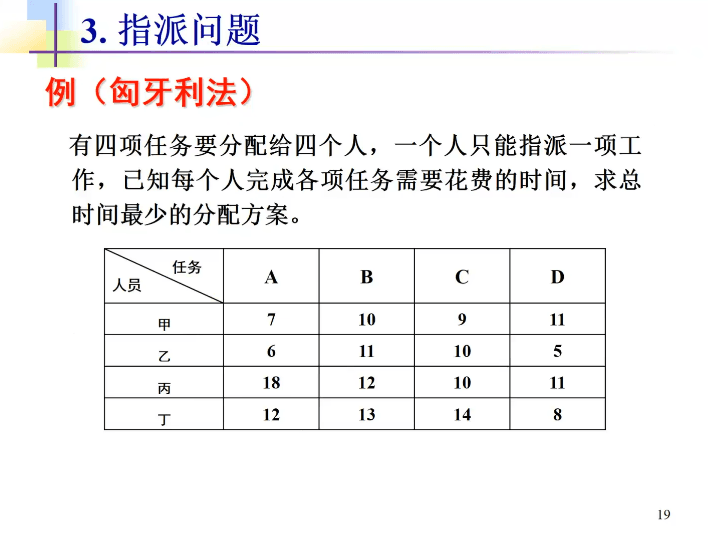 3. 指派问题
例（匈牙利法）
有四项任务要分配给四个人，一个人只能指派一项工
作，已知每个人完成各项任务需要花费的时间，求总
时间最少的分配方案。
任务
人员 A B C D
甲 7 10 9 11
乙 6 11 10 5
丙 18 12 10 11
丁 12 13 14 8
19